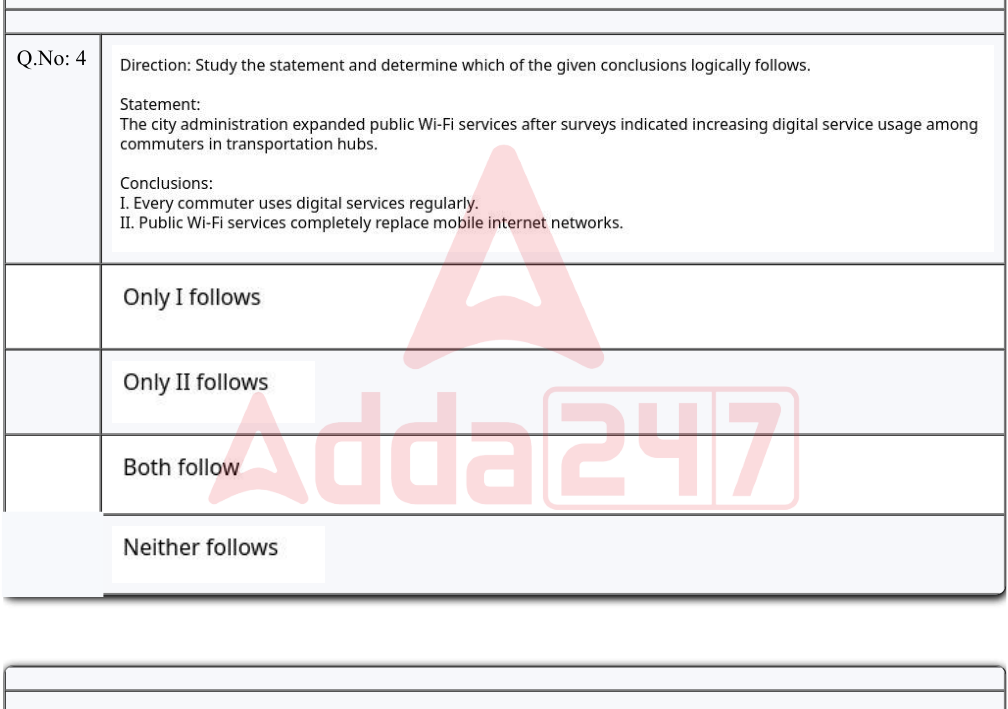 Q.No: 4
Direction: Study the statement and determine which of the given conclusions logically follows.
Statement:
The city administration expanded public Wi-Fi services after surveys indicated increasing digital service usage among
commuters in transportation hubs.
Conclusions:
I. Every commuter uses digital services regularly.
II. Public Wi-Fi services completely replace mobile internet networks.
Only I follows
Only II follows
Both follow
Neither follows
Adda247